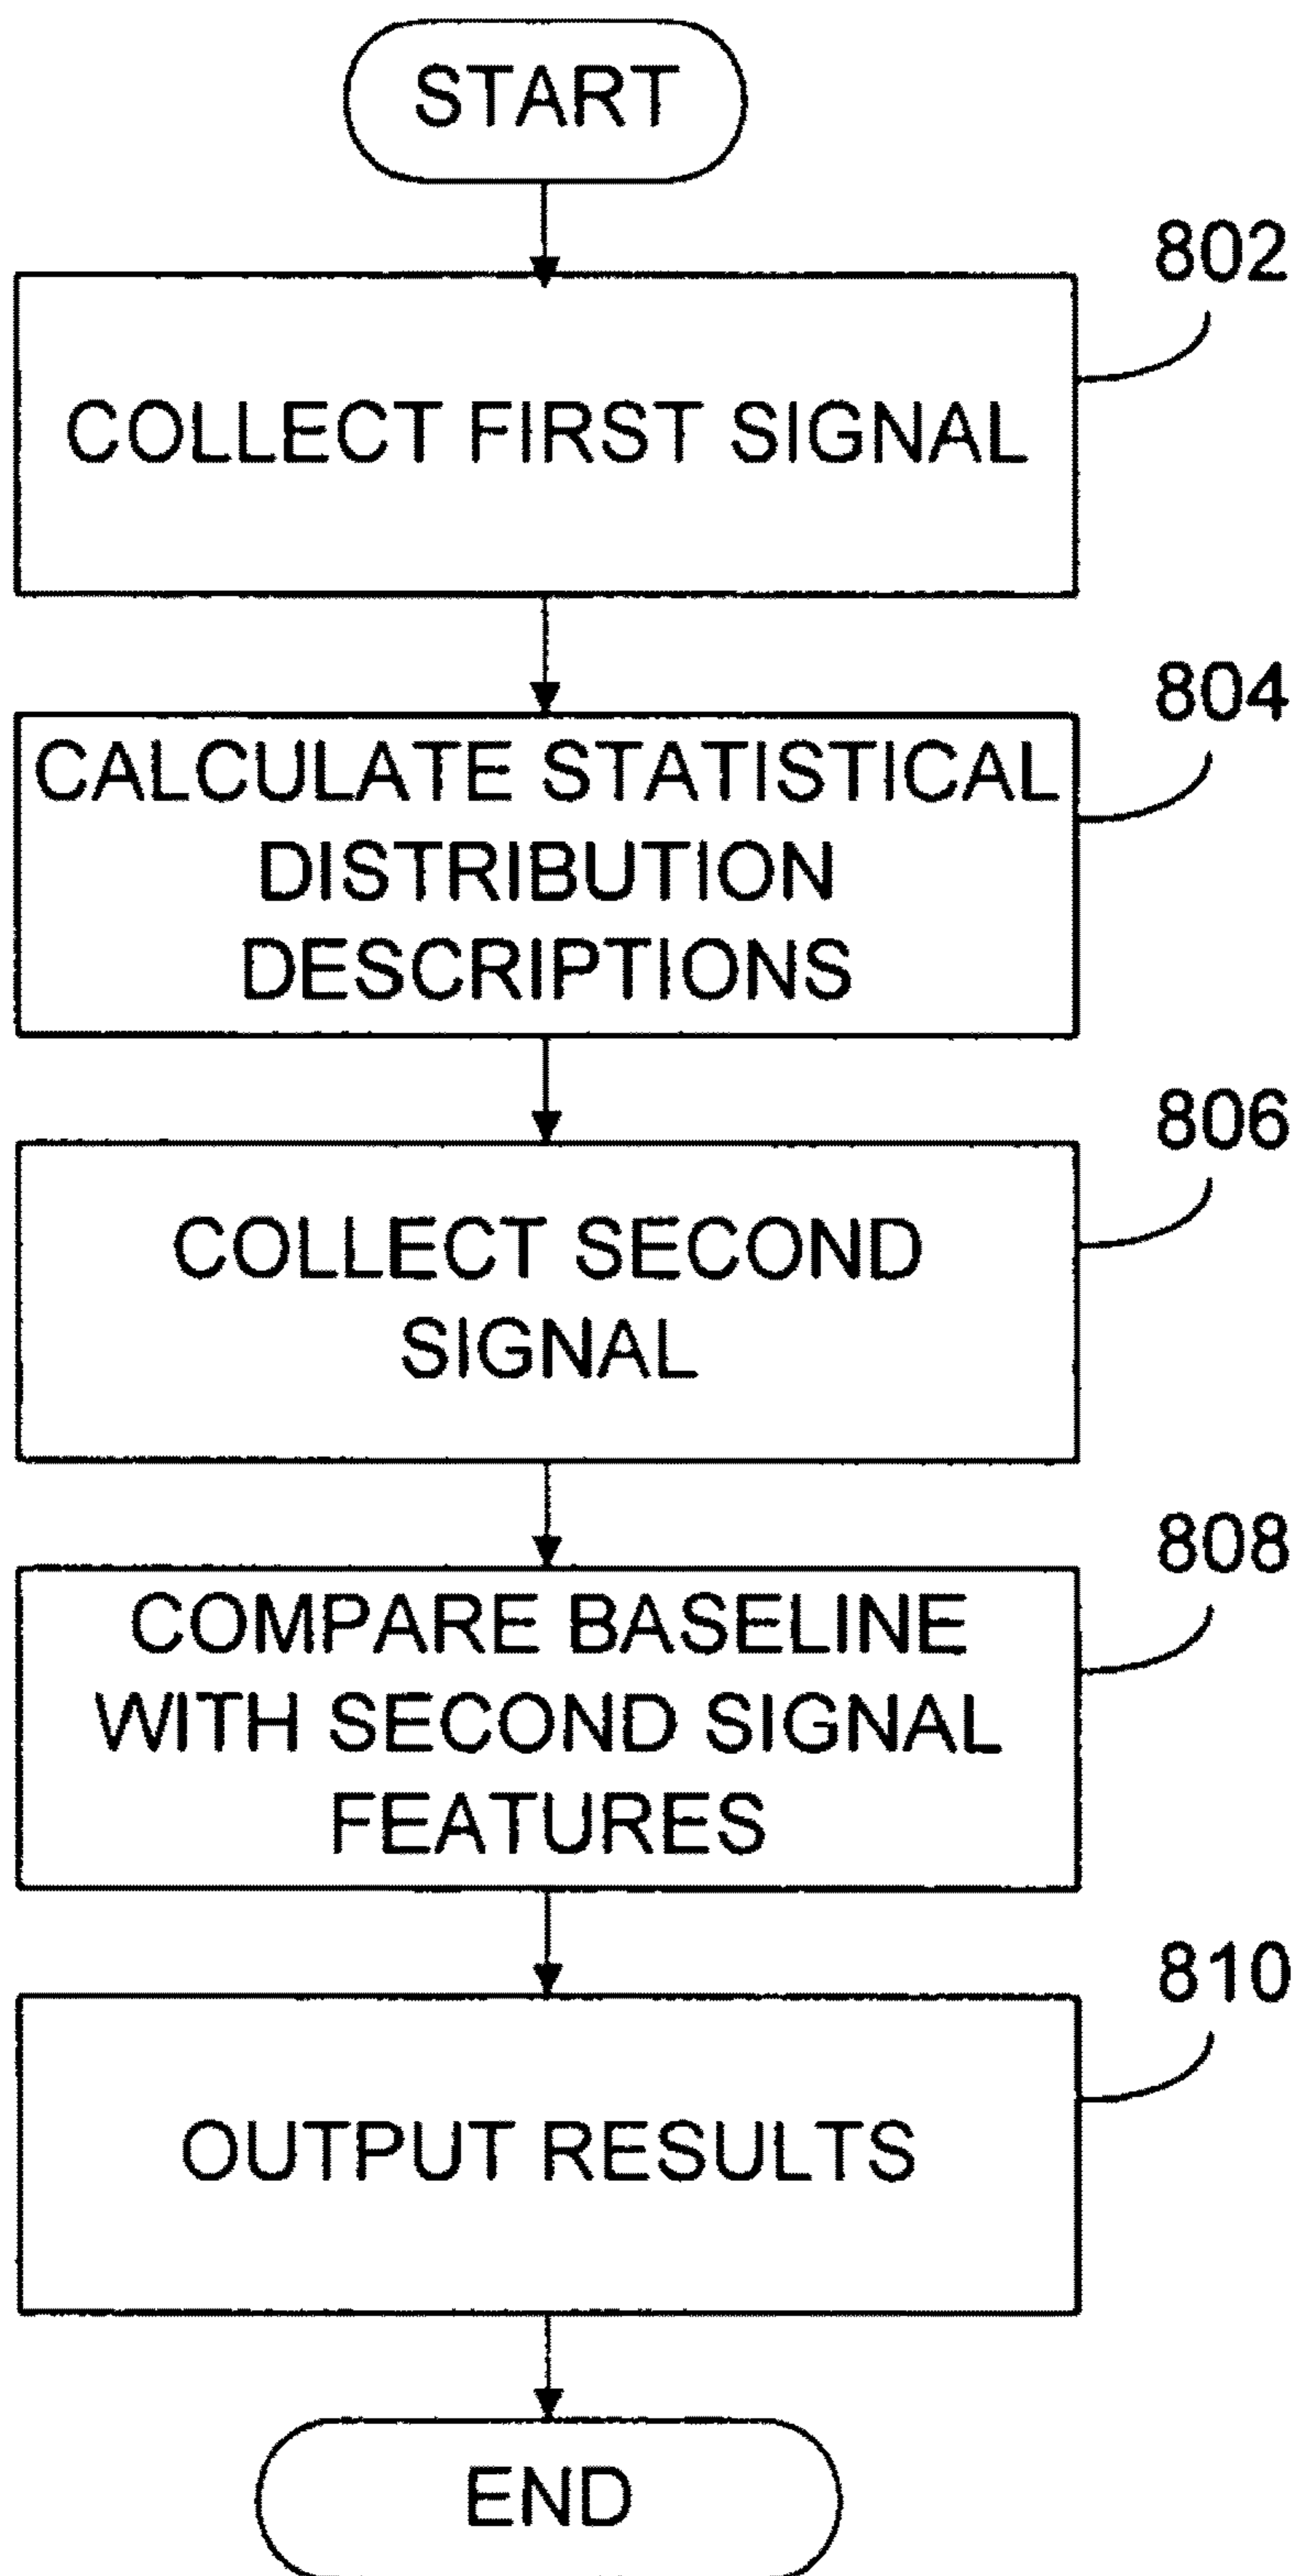 START
802
COLLECT FIRST SIGNAL
804
CALCULATE STATISTICAL
DISTRIBUTION
DESCRIPTIONS
806
COLLECT SECOND
SIGNAL
808
COMPARE BASELINE
WITH SECOND SIGNAL
FEATURES
810
OUTPUT RESULTS
END